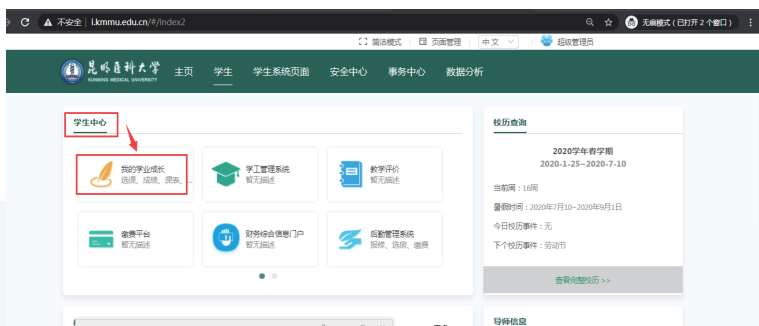 不安全 | i.kmmu.edu.cn/#/index2
无痕模式 (已打开 2 个窗口)
简洁模式
页面管理
中文
超级管理员
昆明医科大学
KUNMING MEDICAL UNIVERSITY
主页
学生
学生系统页面
安全中心
事务中心
数据分析
学生中心
我的学业成长
选课、成绩、课表、...
学工管理系统
暂无描述
教学评价
暂无描述
缴费平台
暂无描述
财务综合信息门户
暂无描述
后勤管理系统
报修、选房、缴费
校历查询
2020学年春学期
2020-1-25~2020-7-10
当前周：16周
暑假时间：2020年7月10~2020年9月1日
今日校历事件：无
下个校历事件：劳动节
查看完整校历 >>
导师信息